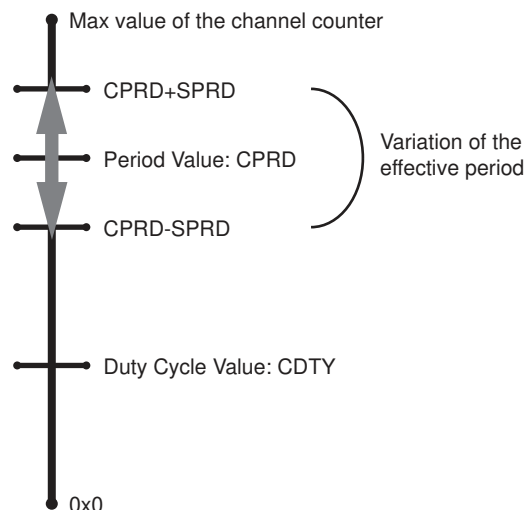 Max value of the channel counter
CPRD+SPRD
Variation of the
effective period
Period Value: CPRD
CPRD-SPRD
Duty Cycle Value: CDTY
0x0